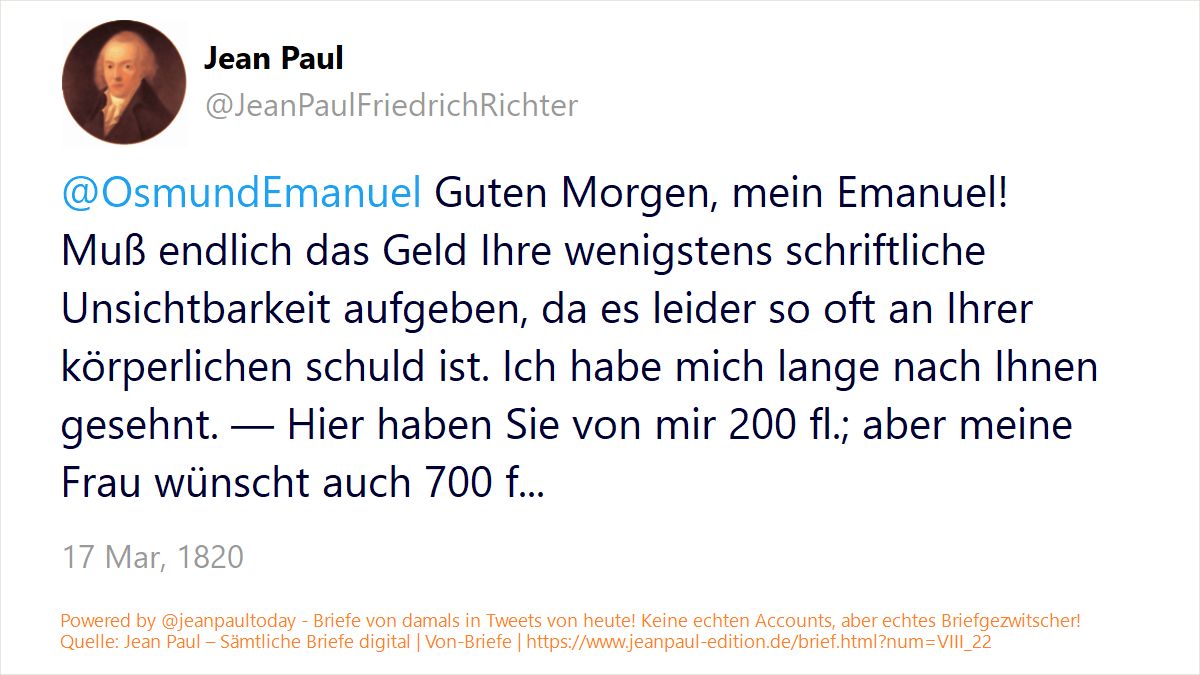 Jean Paul
@JeanPaulFriedrichRichter
@OsmundEmanuel Guten Morgen, mein Emanuel!
Muß endlich das Geld Ihre wenigstens schriftliche
Unsichtbarkeit aufgeben, da es leider so oft an Ihrer
körperlichen schuld ist. Ich habe mich lange nach Ihnen
gesehnt. — Hier haben Sie von mir 200 fl.; aber meine
Frau wünscht auch 700 f...
17 Mar, 1820
Powered by @jeanpaultoday - Briefe von damals in Tweets von heute! Keine echten Accounts, aber echtes Briefgezwitscher!
Quelle: Jean Paul – Sämtliche Briefe digital | Von-Briefe | https://www.jeanpaul-edition.de/brief.html?num=VIII_22